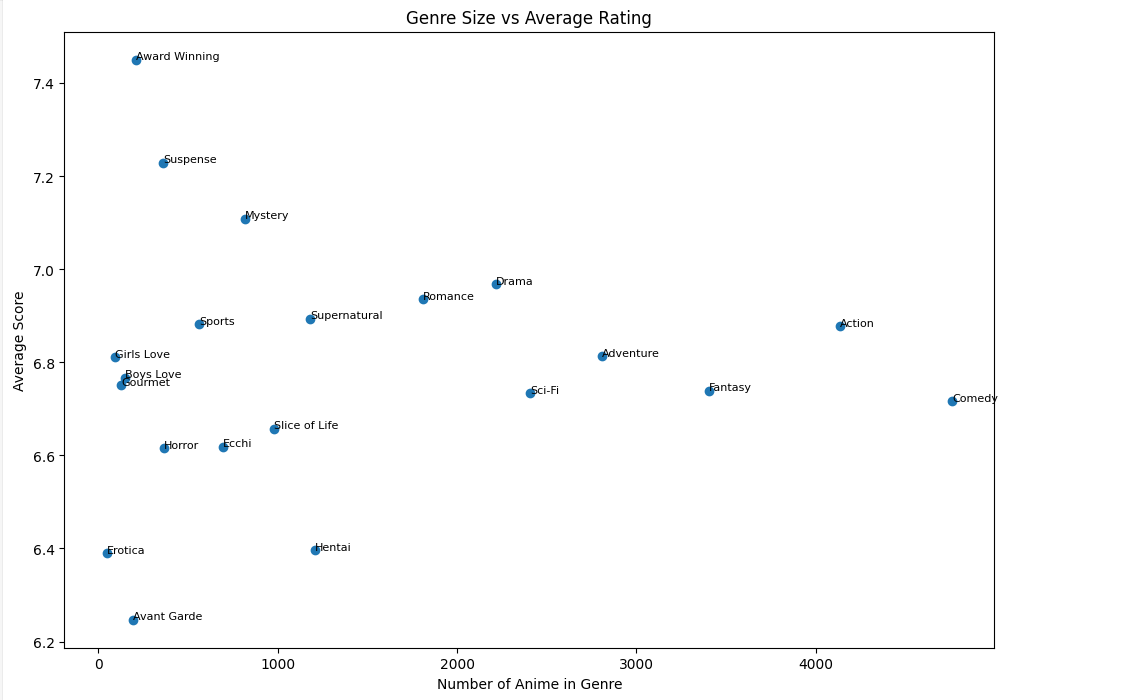 Genre Size vs Average Rating
Award Winning
7.4
Suspense
7.2
Mystery
7.0
Drama
Romance
Supernatural
Sports
Action
Girls Love
Adventure
6.8
Boys Love
Gourmet
Sci-Fi
Fantasy
Comedy
Slice of Life
Horror
Ecchi
6.6
Erotica
Hentai
6.4
Avant Garde
6.2
Average Score
0 1000 2000 3000 4000
Number of Anime in Genre